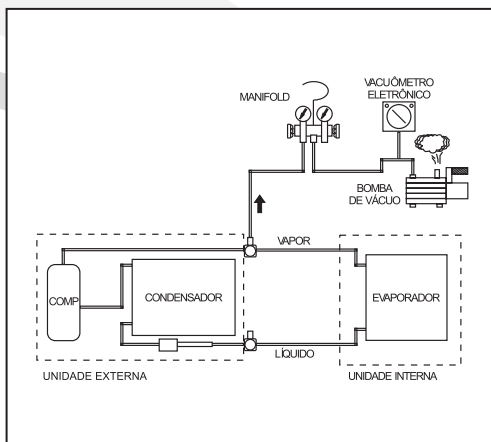 MANIFOLD
VACUÔMETRO
ELETRÔNICO
BOMBA
DE VÁCUO
VAPOR
COMP
CONDENSADOR
EVAPORADOR
LÍQUIDO
UNIDADE EXTERNA
UNIDADE INTERNA